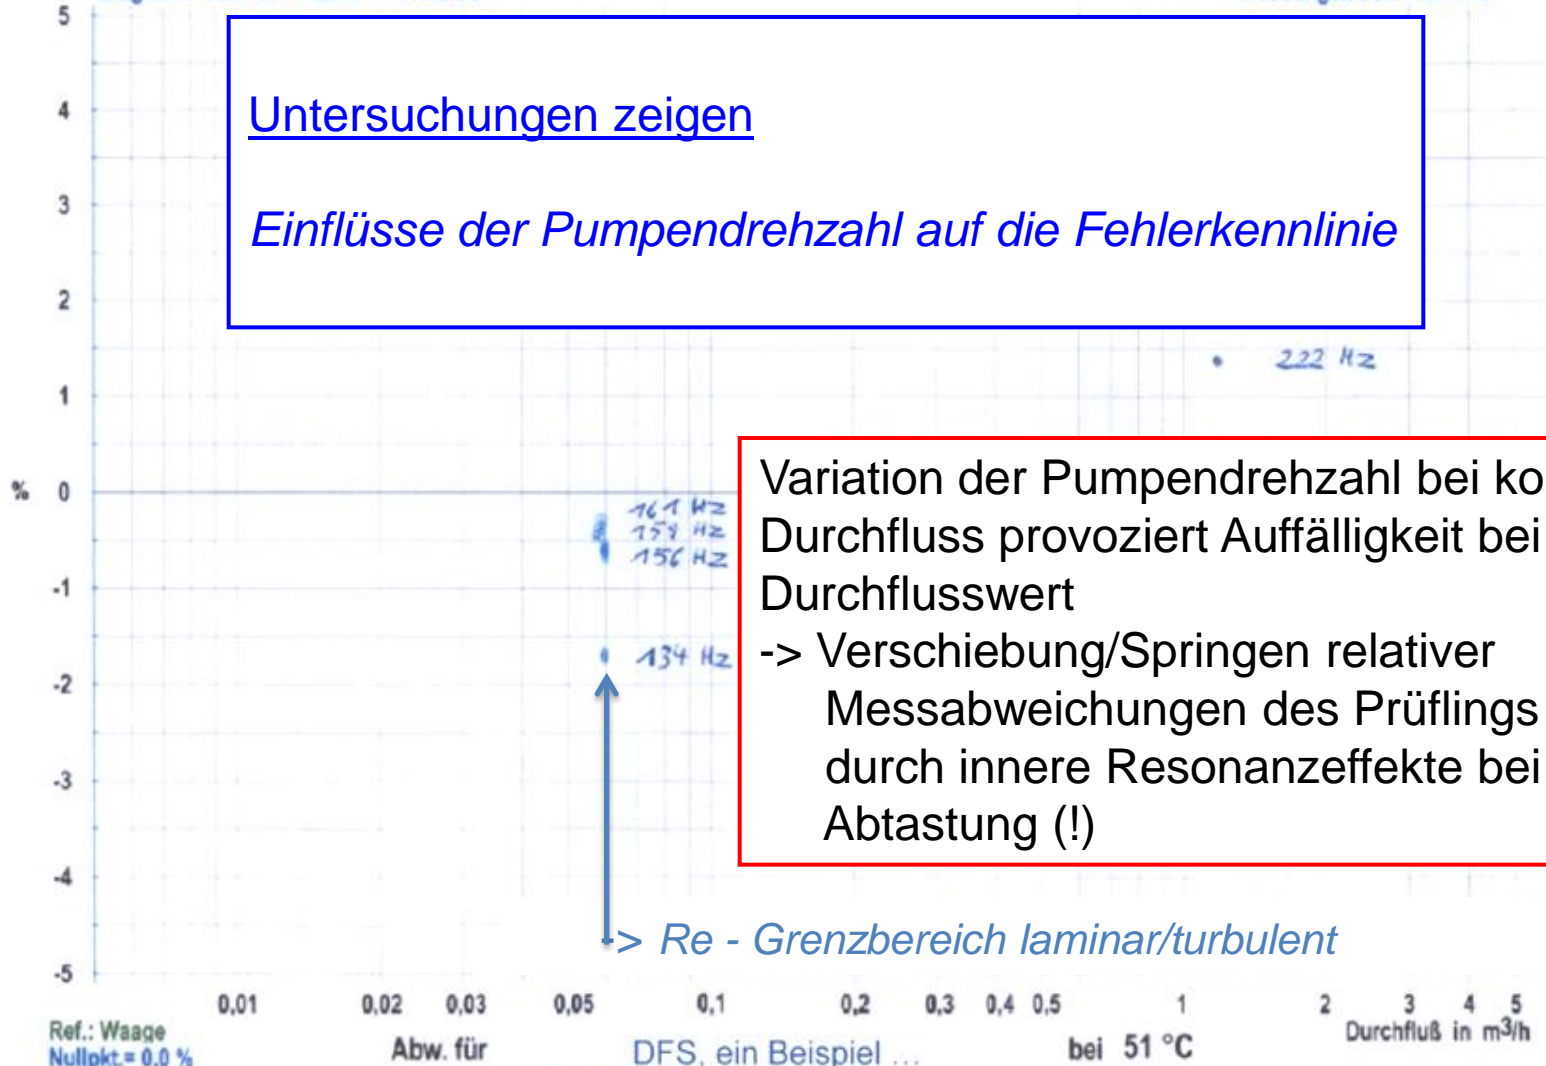 5
Untersuchungen zeigen
4
3
Einflüsse der Pumpendrehzahl auf die Fehlerkennlinie
2
222 Hz
1
% 0
Variation der Pumpendrehzahl bei ko
161 Hz
Durchfluss provoziert Auffälligkeit bei
156 Hz
-1
Durchflusswert
134 Hz
-> Verschiebung/Springen relativer
-2
Messabweichungen des Prüflings
durch innere Resonanzeffekte bei
-3
Abtastung (!)
-4
-> Re - Grenzbereich laminar/turbulent
-5
0,01 0,02 0,03 0,05 0,1 0,2 0,3 0,4 0,5 1 2 3 4 5
Ref.: Waage
Durchfluß in m³/h
Nullpkt.= 0.0 %
Abw. für
DFS, ein Beispiel ...
bei 51 °C